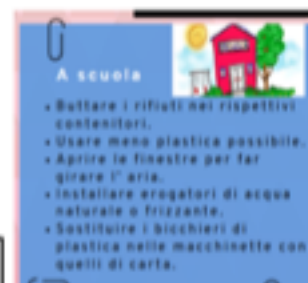 A scuola
• Buttare i rifiuti nei rispettivi
contenitori.
• Usare meno plastica possibile.
• Aprire le finestre per far
girare l' aria.
• Installare erogatori di acqua
naturale o frizzante.
• Sostituire i bicchieri di
plastica nelle macchinette con
quelli di carta.